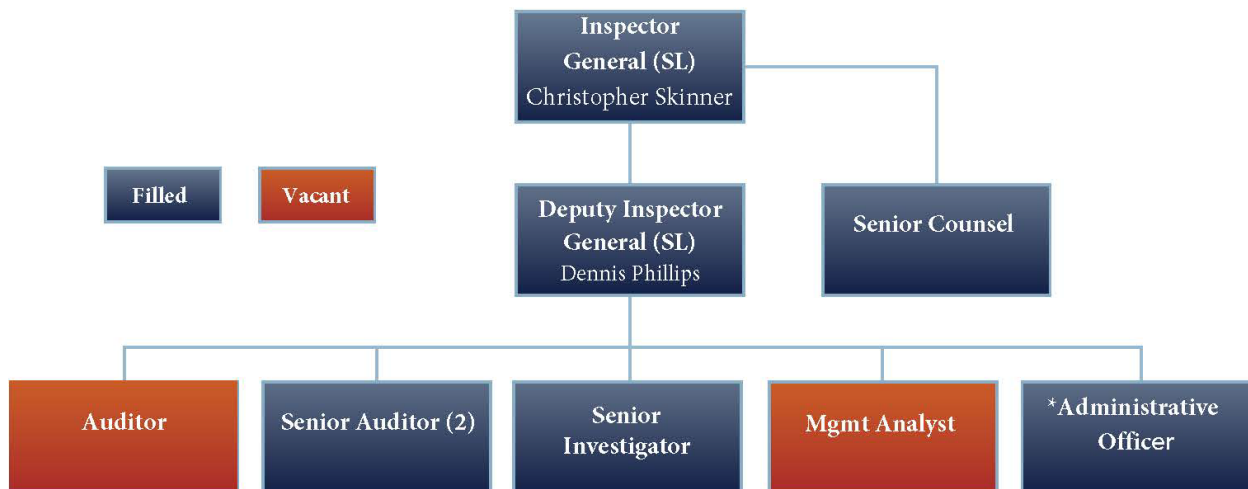 Inspector
General (SL)
Christopher Skinner
Filled
Vacant
Deputy Inspector
General (SL)
Dennis Phillips
Senior Counsel
Auditor
Senior Auditor (2)
Senior
Investigator
Mgmt Analyst
*Administrative
Officer